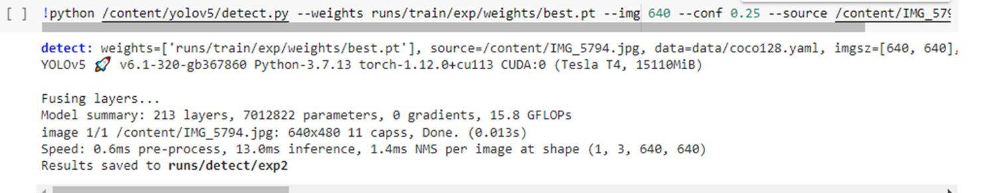 [ ] !python /content/yolov5/detect.py --weights runs/train/exp/weights/best.pt --img 640 --conf 0.25 --source /content/IMG_579
detect: weights=['runs/train/exp/weights/best.pt'], source=/content/IMG_5794.jpg, data=data/coco128.yaml, imgsz=[640, 640],
YOLOv5 🚀 v6.1-320-gb367860 Python-3.7.13 torch-1.12.0+cu113 CUDA:0 (Tesla T4, 15110MiB)
Fusing layers...
Model summary: 213 layers, 7012822 parameters, 0 gradients, 15.8 GFLOPs
image 1/1 /content/IMG_5794.jpg: 640x480 11 capss, Done. (0.013s)
Speed: 0.6ms pre-process, 13.0ms inference, 1.4ms NMS per image at shape (1, 3, 640, 640)
Results saved to runs/detect/exp2